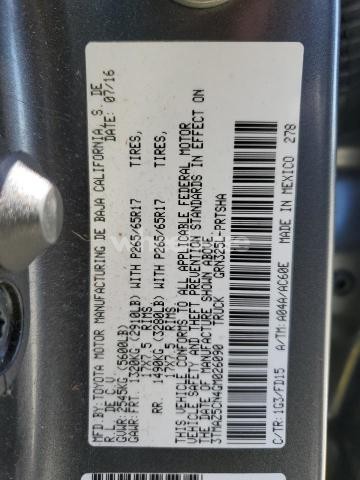 MFD.BY:TOYOTA MOTOR MANUFACTURING DE BAJA CALIFORNIA, S. DE
R.L. DE C.V. DATE: 07/16
GVWR: 2545KG (5600LB)
GAWR: FRT. 1320KG (2910LB) WITH P265/65R17 TIRES,
17X7.5 RIMS
RR. 1490KG (3280LB) WITH P265/65R17 TIRES,
17X7.5 RIMS
THIS VEHICLE CONFORMS TO ALL APPLICABLE FEDERAL MOTOR
VEHICLE SAFETY AND THEFT PREVENTION STANDARDS IN EFFECT ON
THE DATE OF MANUFACTURE SHOWN ABOVE.
3TMAZ5CN4GM026090 TRUCK GRN325L-PRTSHA
C/TR: 1G3/FD15 A/TM: A04A/AC60E MADE IN MEXICO 278